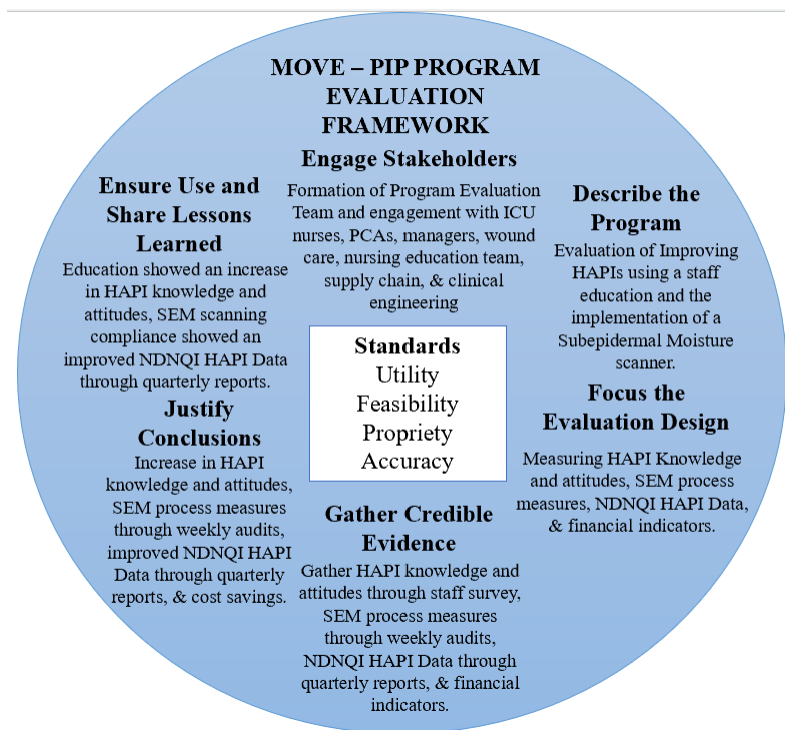 MOVE – PIP PROGRAM
EVALUATION
FRAMEWORK
Engage Stakeholders
Formation of Program Evaluation
Team and engagement with ICU
nurses, PCAs, managers, wound
care, nursing education team,
supply chain, & clinical
engineering
Describe the
Program
Evaluation of Improving
HAPIs using a staff
education and the
implementation of a
Subepidermal Moisture
scanner.
Focus the
Evaluation Design
Measuring HAPI Knowledge
and attitudes, SEM process
measures, NDNQI HAPI Data,
& financial indicators.
Gather Credible
Evidence
Gather HAPI knowledge and
attitudes through staff survey,
SEM process measures
through weekly audits,
NDNQI HAPI Data through
quarterly reports, & financial
indicators.
Justify
Conclusions
Increase in HAPI
knowledge and attitudes,
SEM process measures
through weekly audits,
improved NDNQI HAPI
Data through quarterly
reports, & cost savings.
Ensure Use and
Share Lessons
Learned
Education showed an increase
in HAPI knowledge and
attitudes, SEM scanning
compliance showed an
improved NDNQI HAPI Data
through quarterly reports.
Standards
Utility
Feasibility
Propriety
Accuracy